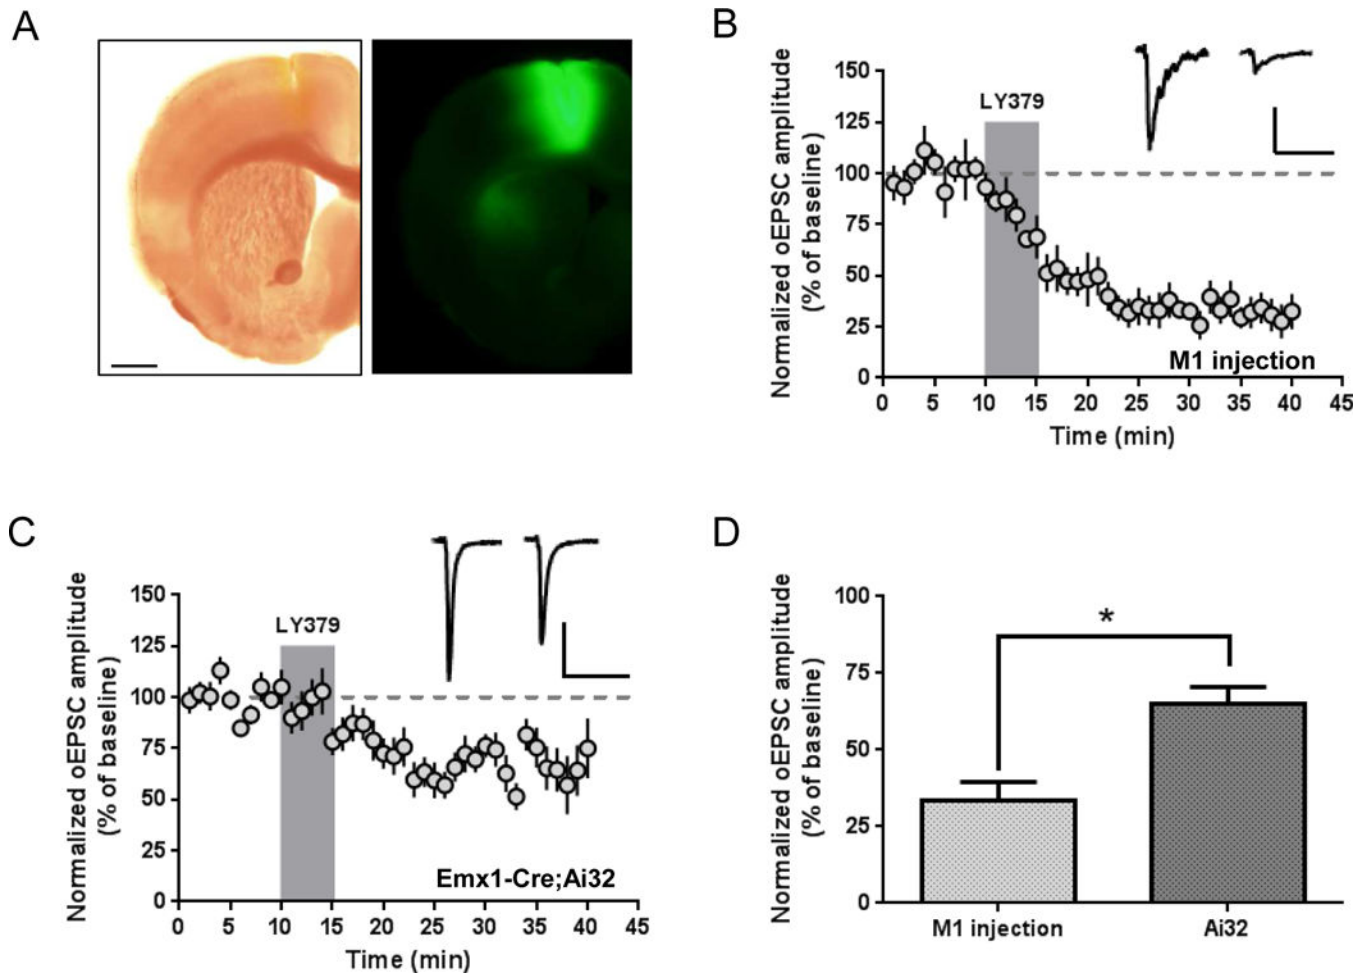 A
B
Normalized oEPSC amplitude
(% of baseline)
150
125
100
75
50
25
0
LY379
M1 injection
0 5 10 15 20 25 30 35 40 45
Time (min)
C
Normalized oEPSC amplitude
(% of baseline)
150
125
100
75
50
25
0
LY379
Emx1-Cre;Ai32
0 5 10 15 20 25 30 35 40 45
Time (min)
D
Normalized oEPSC amplitude
(% of baseline)
100
75
50
25
0
*
M1 injection Ai32